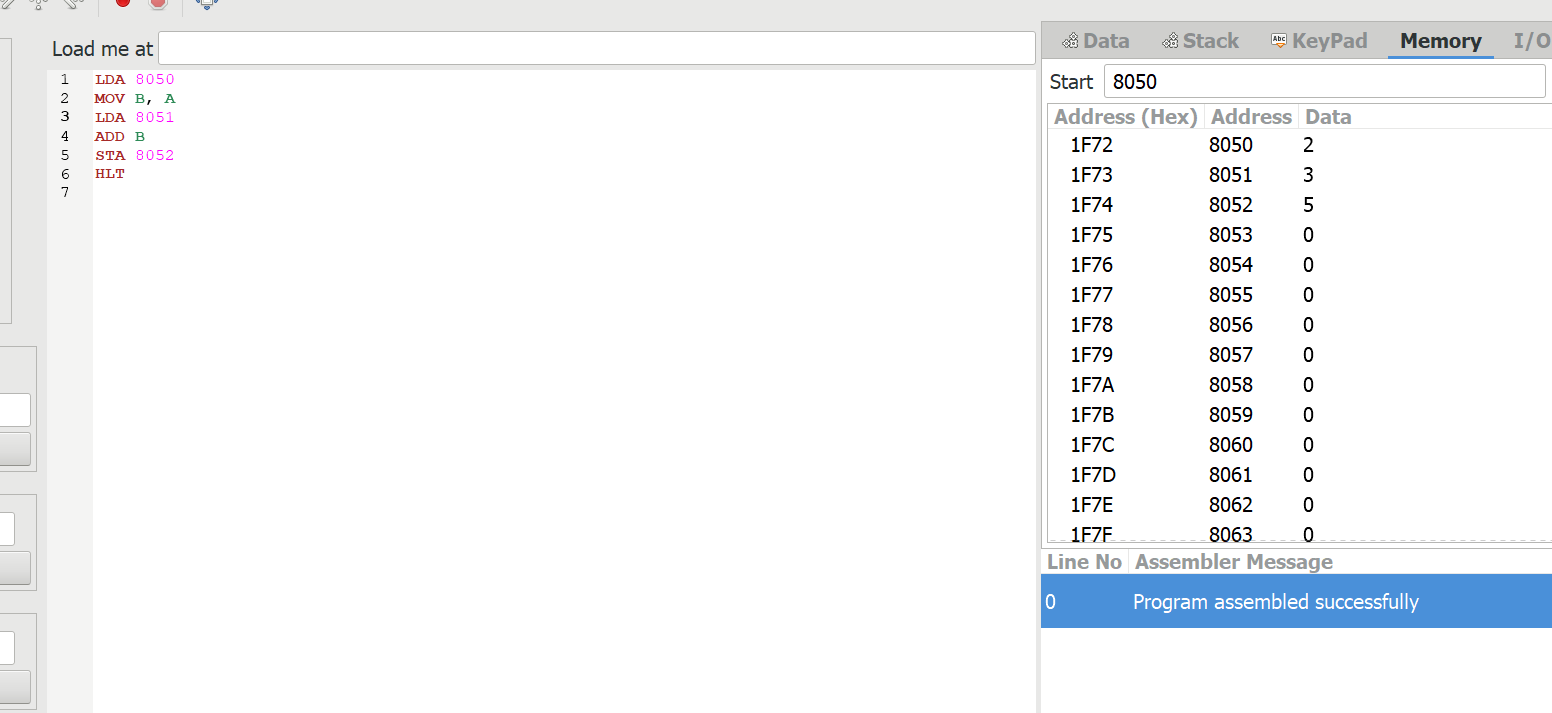 Load me at
1 LDA 8050
2 MOV B, A
3 LDA 8051
4 ADD B
5 STA 8052
6 HLT
7
Data Stack Abc KeyPad Memory I/O
Start 8050
Address (Hex) Address Data
1F72 8050 2
1F73 8051 3
1F74 8052 5
1F75 8053 0
1F76 8054 0
1F77 8055 0
1F78 8056 0
1F79 8057 0
1F7A 8058 0
1F7B 8059 0
1F7C 8060 0
1F7D 8061 0
1F7E 8062 0
1F7F 8063 0
Line No Assembler Message
0 Program assembled successfully